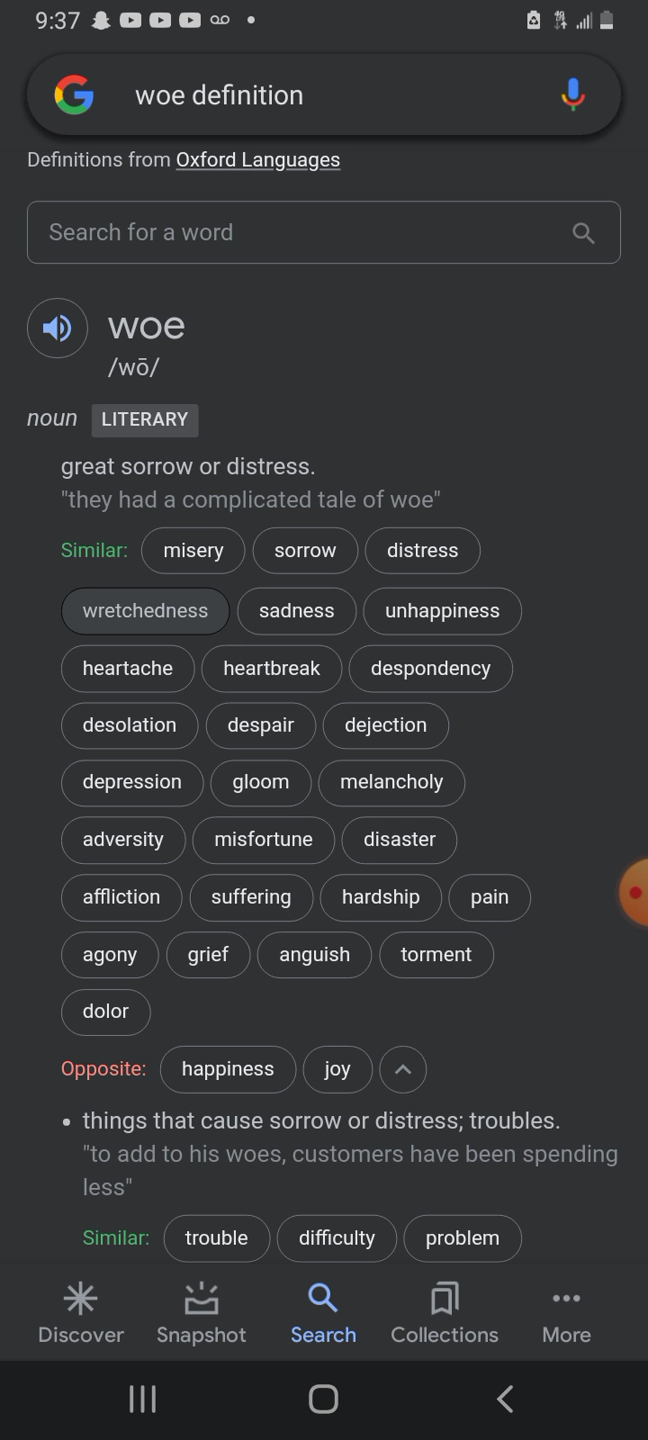 9:37
woe definition
Definitions from Oxford Languages
Search for a word
woe
/wō/
noun LITERARY
great sorrow or distress.
"they had a complicated tale of woe"
Similar: misery sorrow distress
wretchedness sadness unhappiness
heartache heartbreak despondency
desolation despair dejection
depression gloom melancholy
adversity misfortune disaster
affliction suffering hardship pain
agony grief anguish torment
dolor
Opposite: happiness joy
• things that cause sorrow or distress; troubles.
"to add to his woes, customers have been spending
less"
Similar: trouble difficulty problem
Discover Snapshot Search Collections More